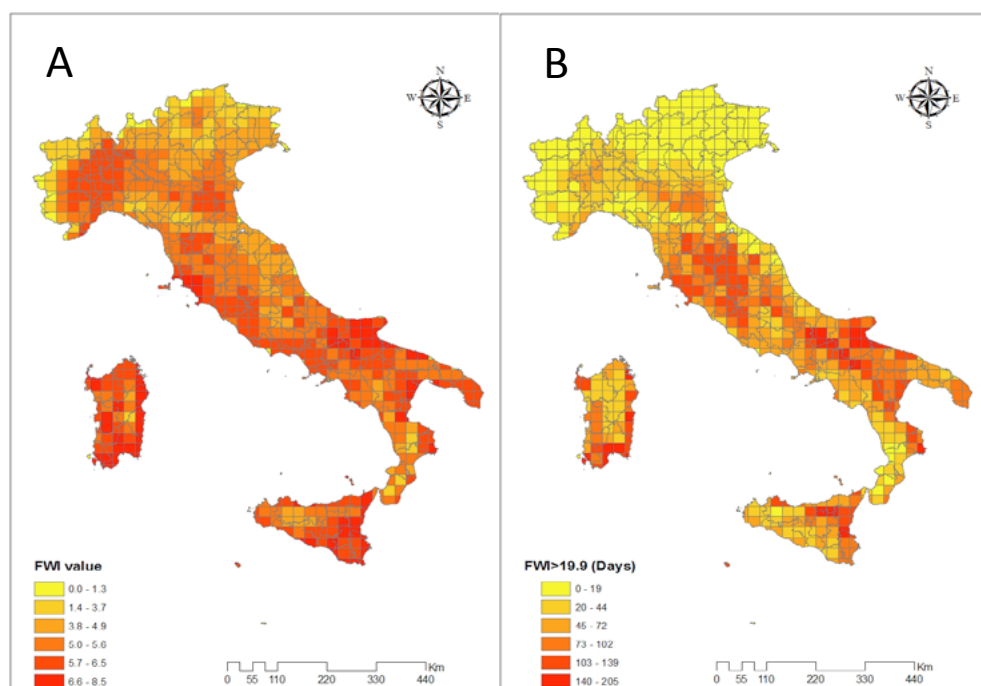 A
N
W E
S
FWI value
0.0 - 1.3
1.4 - 3.7
3.8 - 4.9
5.0 - 5.6
5.7 - 6.5
6.6 - 8.5
Km
0 55 110 220 330 440
B
N
W E
S
FWI>19.9 (Days)
0 - 19
20 - 44
45 - 72
73 - 102
103 - 139
140 - 205
Km
0 55 110 220 330 440